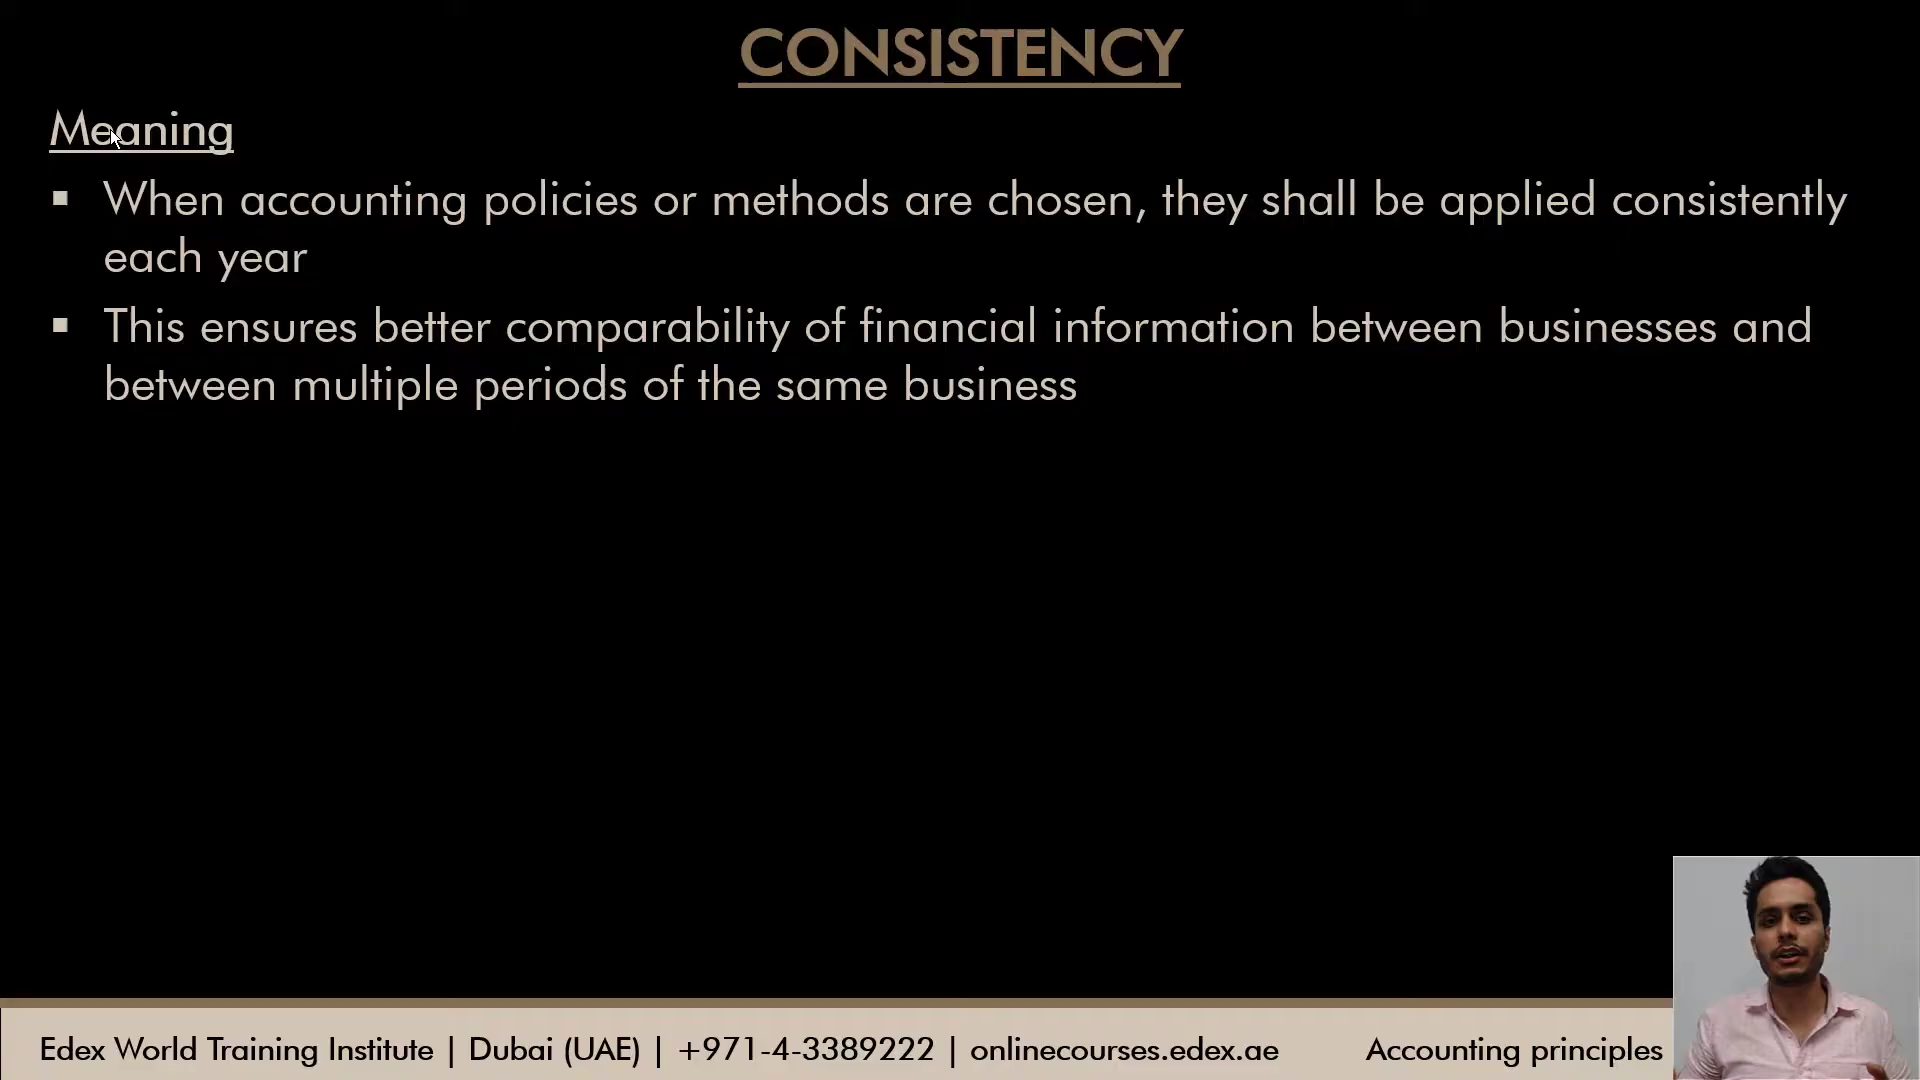 CONSISTENCY
Meaning
▪ When accounting policies or methods are chosen, they shall be applied consistently
each year
▪ This ensures better comparability of financial information between businesses and
between multiple periods of the same business
Edex World Training Institute | Dubai (UAE) | +971-4-3389222 | onlinecourses.edex.ae Accounting principles